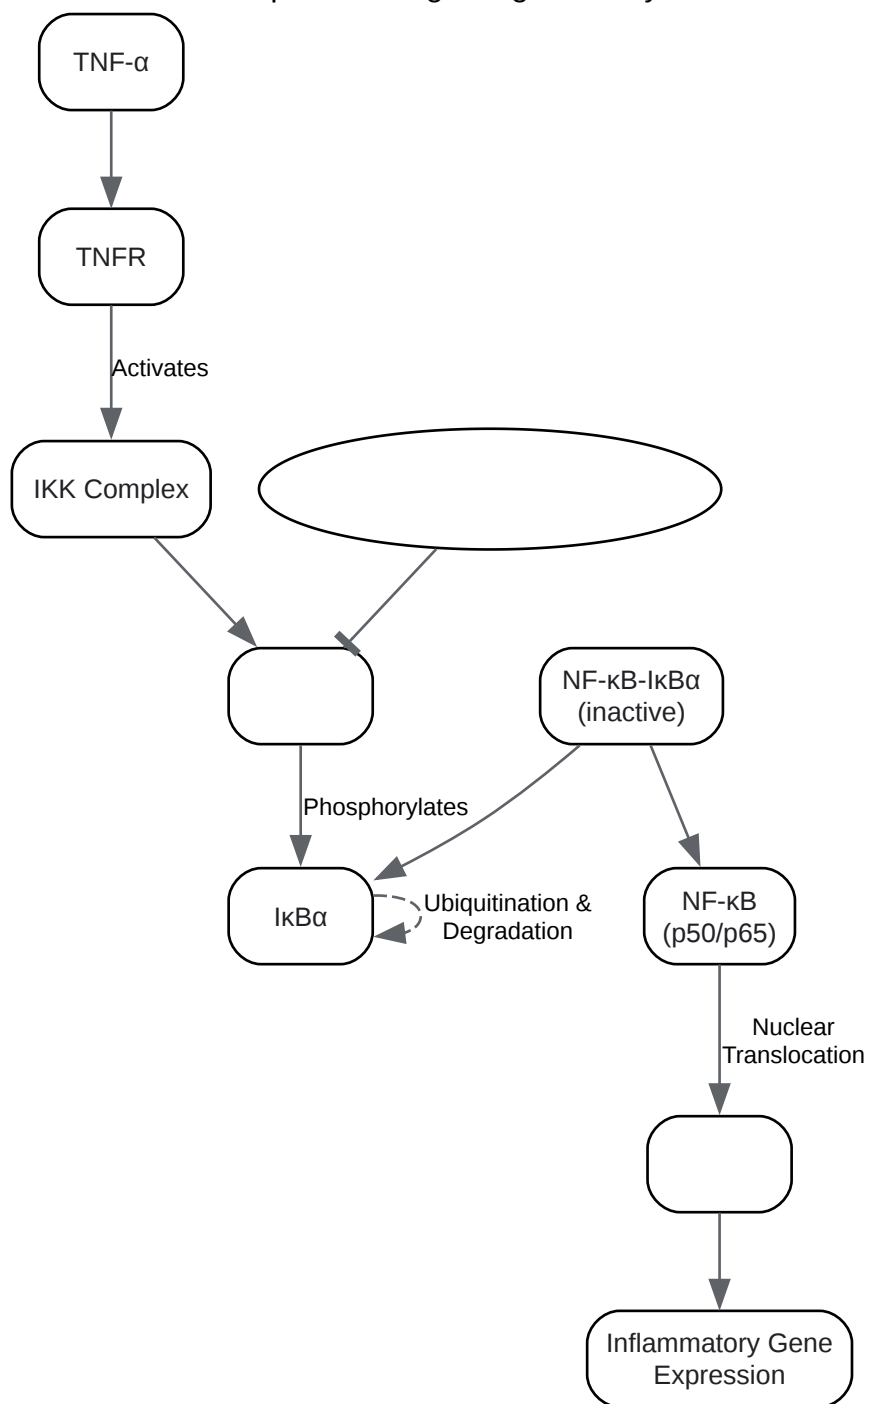 TNF-α
TNFR
Activates
IKK Complex
NF-κB-IκBα
(inactive)
Phosphorylates
IκBα
Ubiquitination &
Degradation
NF-κB
(p50/p65)
Nuclear
Translocation
Inflammatory Gene
Expression